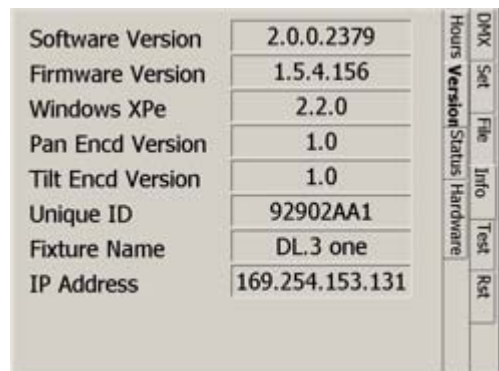 Software Version 2.0.0.2379
Firmware Version 1.5.4.156
Windows XPe 2.2.0
Pan Encd Version 1.0
Tilt Encd Version 1.0
Unique ID 92902AA1
Fixture Name DL.3 one
IP Address 169.254.153.131
Hours Version Status Hardware
DMX Set File Info Test Rst